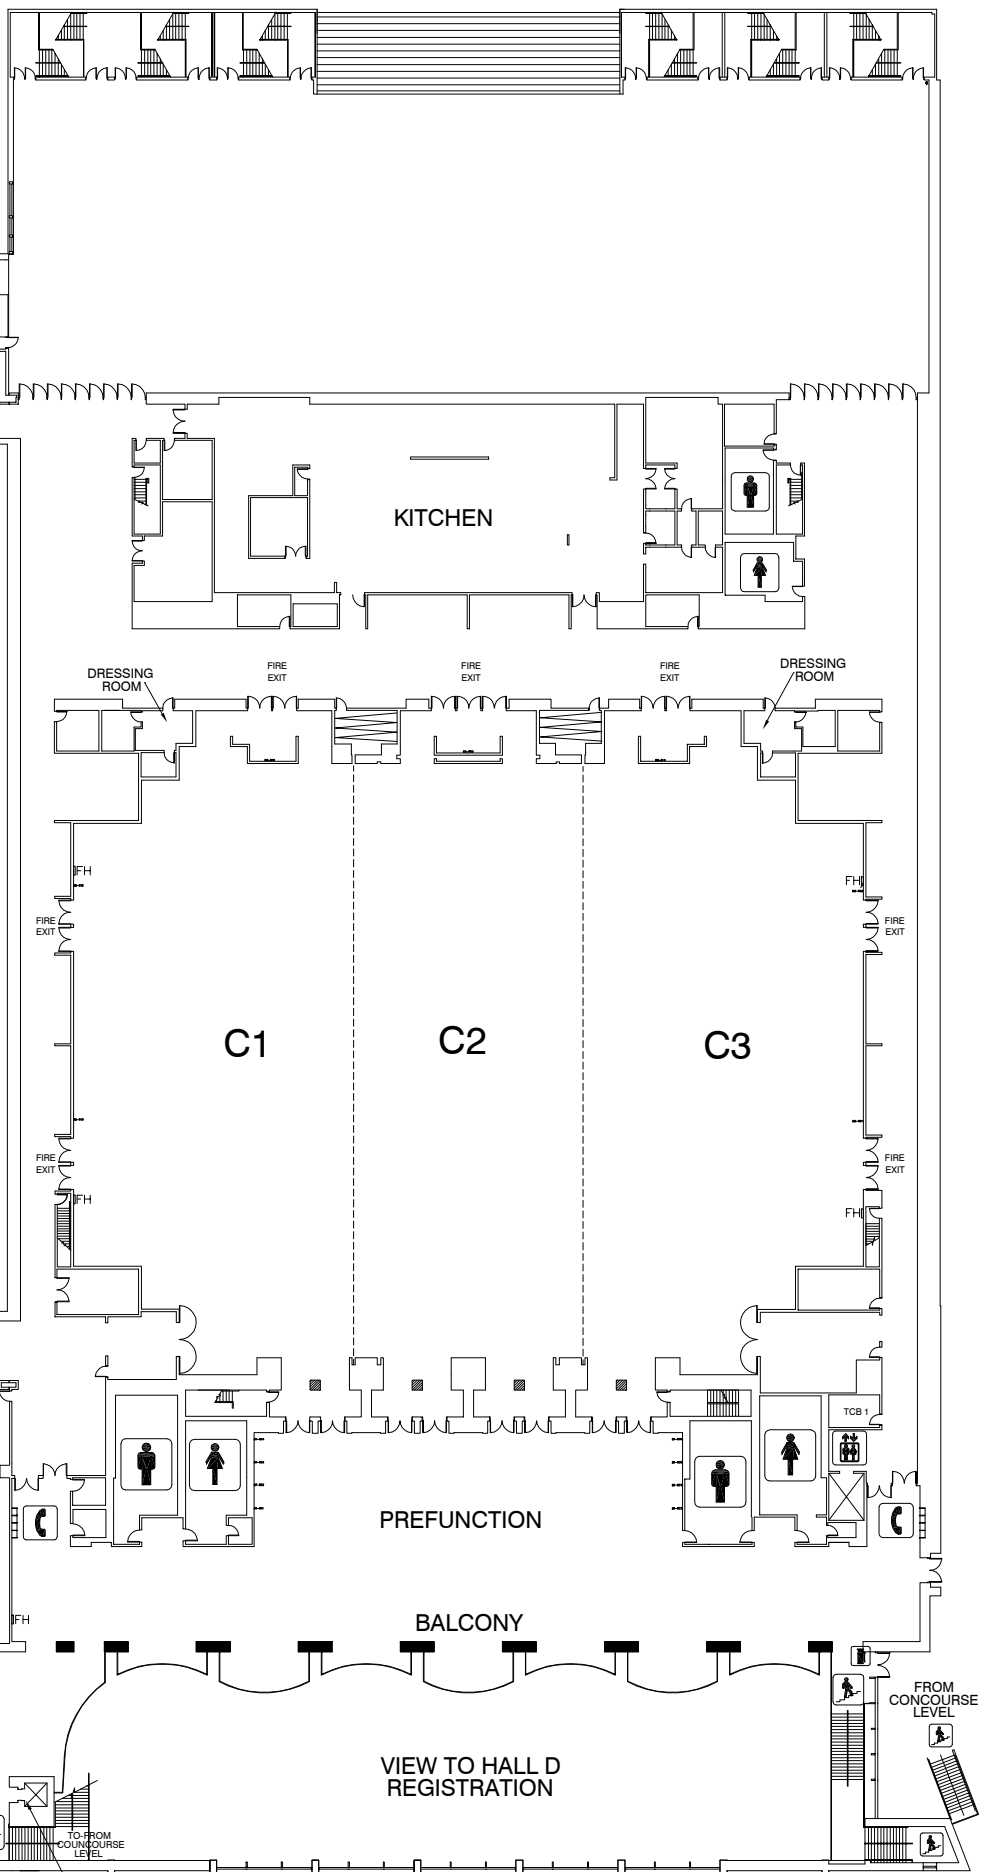 KITCHEN
DRESSING
ROOM
FIRE
EXIT
FIRE
EXIT
FIRE
EXIT
DRESSING
ROOM
FH
FH
FIRE
EXIT
FIRE
EXIT
C1
C2
C3
FIRE
EXIT
FIRE
EXIT
FH
FH
TCB 1
PREFUNCTION
FH
BALCONY
FROM
CONCOURSE
LEVEL
VIEW TO HALL D
REGISTRATION
TO-FROM
COUNCOURSE
LEVEL